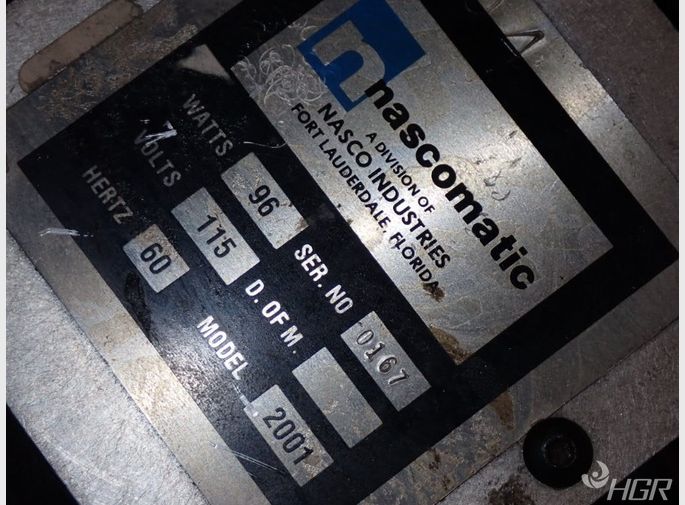 n
nascomatic
A DIVISION OF
NASCO INDUSTRIES
FORT LAUDERDALE, FLORIDA
WATTS 96 SER. NO 0167
VOLTS 115 D. OF M.
HERTZ 60 MODEL 2001
HGR